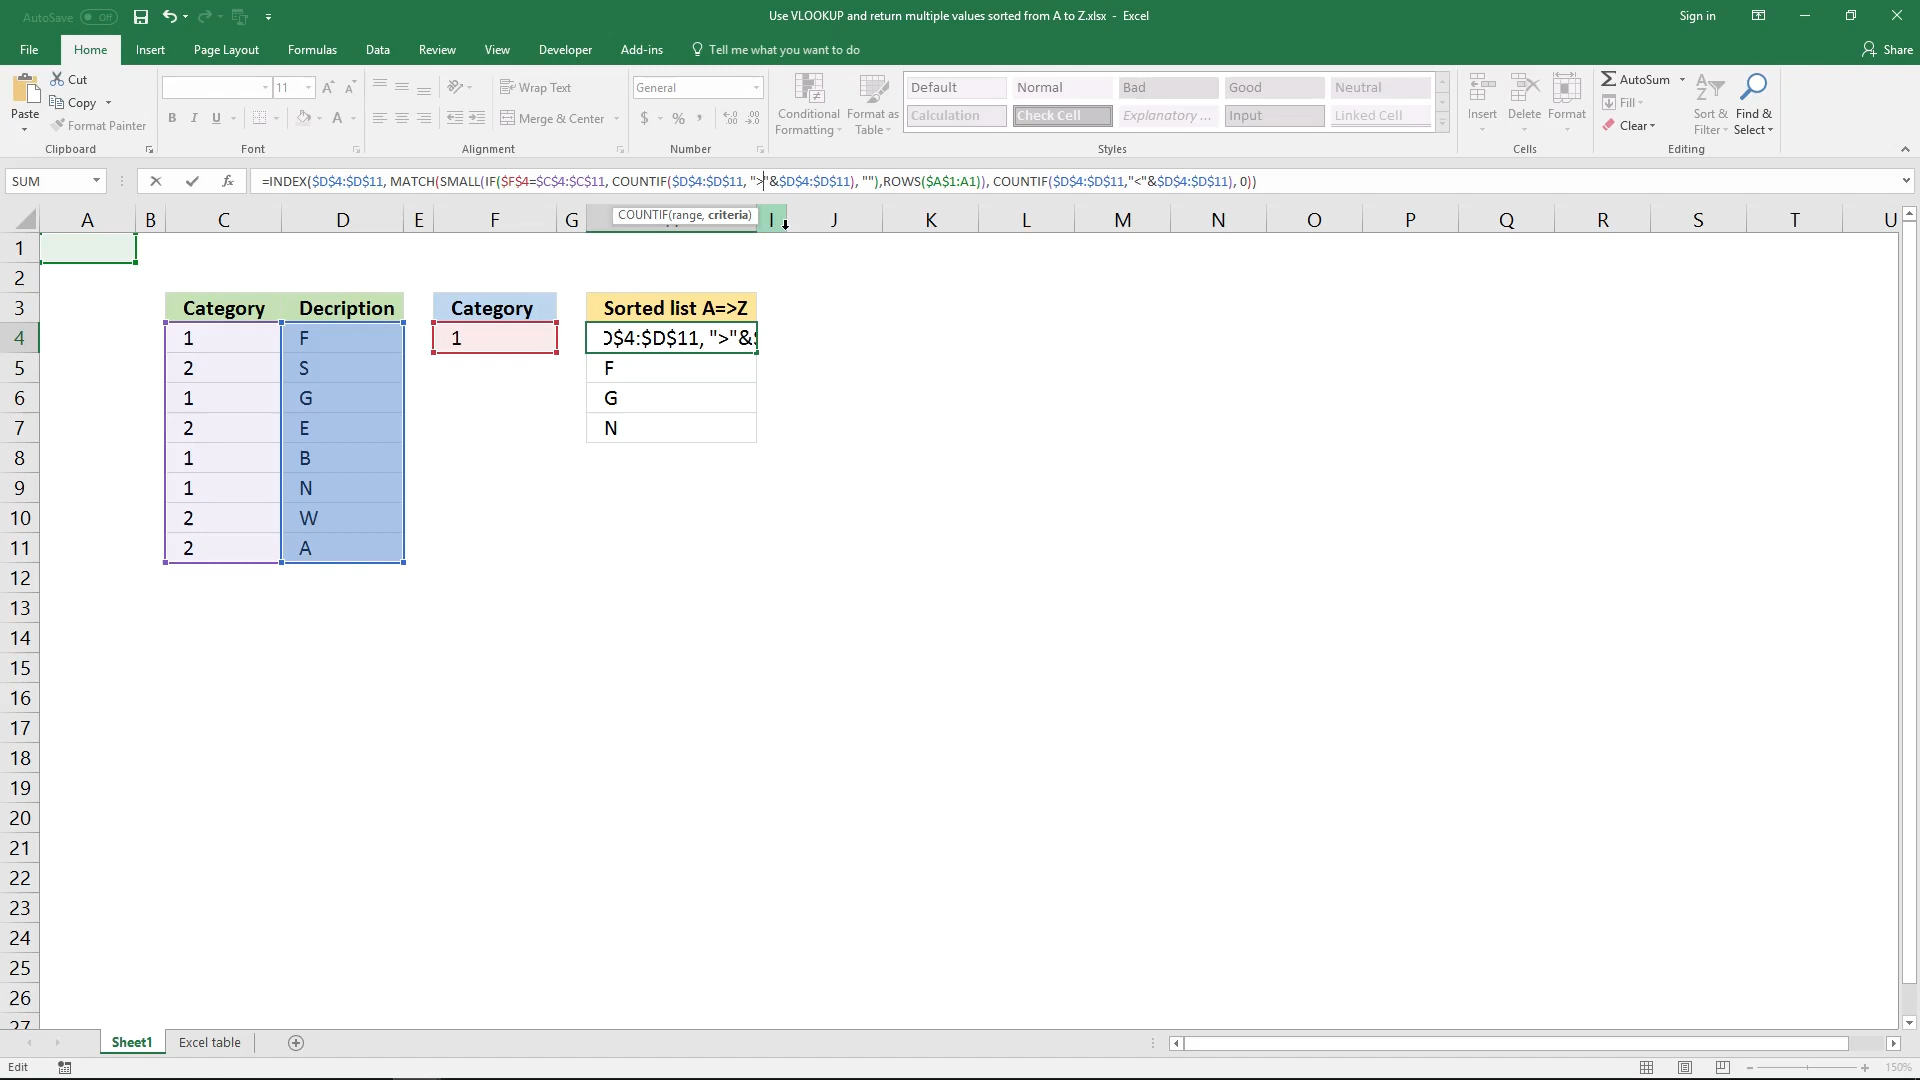 AutoSave Off
Use VLOOKUP and return multiple values sorted from A to Z.xlsx - Excel
Sign in
File Home Insert Page Layout Formulas Data Review View Developer Add-ins Tell me what you want to do Share
Paste
Cut
Copy
Format Painter
Clipboard
11
B I U
Font
Wrap Text
Merge & Center
Alignment
General
$ % ,
Number
Conditional Formatting
Format as Table
Default Normal Bad Good Neutral
Calculation Check Cell Explanatory ... Input Linked Cell
Styles
Insert Delete Format
Cells
AutoSum
Fill
Clear
Sort & Filter
Find & Select
Editing
SUM
fx
=INDEX($D$4:$D$11, MATCH(SMALL(IF($F$4=$C$4:$C$11, COUNTIF($D$4:$D$11, ">"&$D$4:$D$11), ""),ROWS($A$1:A1)), COUNTIF($D$4:$D$11,"<"&$D$4:$D$11), 0))
COUNTIF(range, criteria)
A B C D E F G I J K L M N O P Q R S T U
1
2
3 Category Decription Category Sorted list A=>Z
4 1 F 1 D$4:$D$11, ">"&$
5 2 S F
6 1 G G
7 2 E N
8 1 B
9 1 N
10 2 W
11 2 A
12
13
14
15
16
17
18
19
20
21
22
23
24
25
26
27
Sheet1 Excel table
Edit
150%